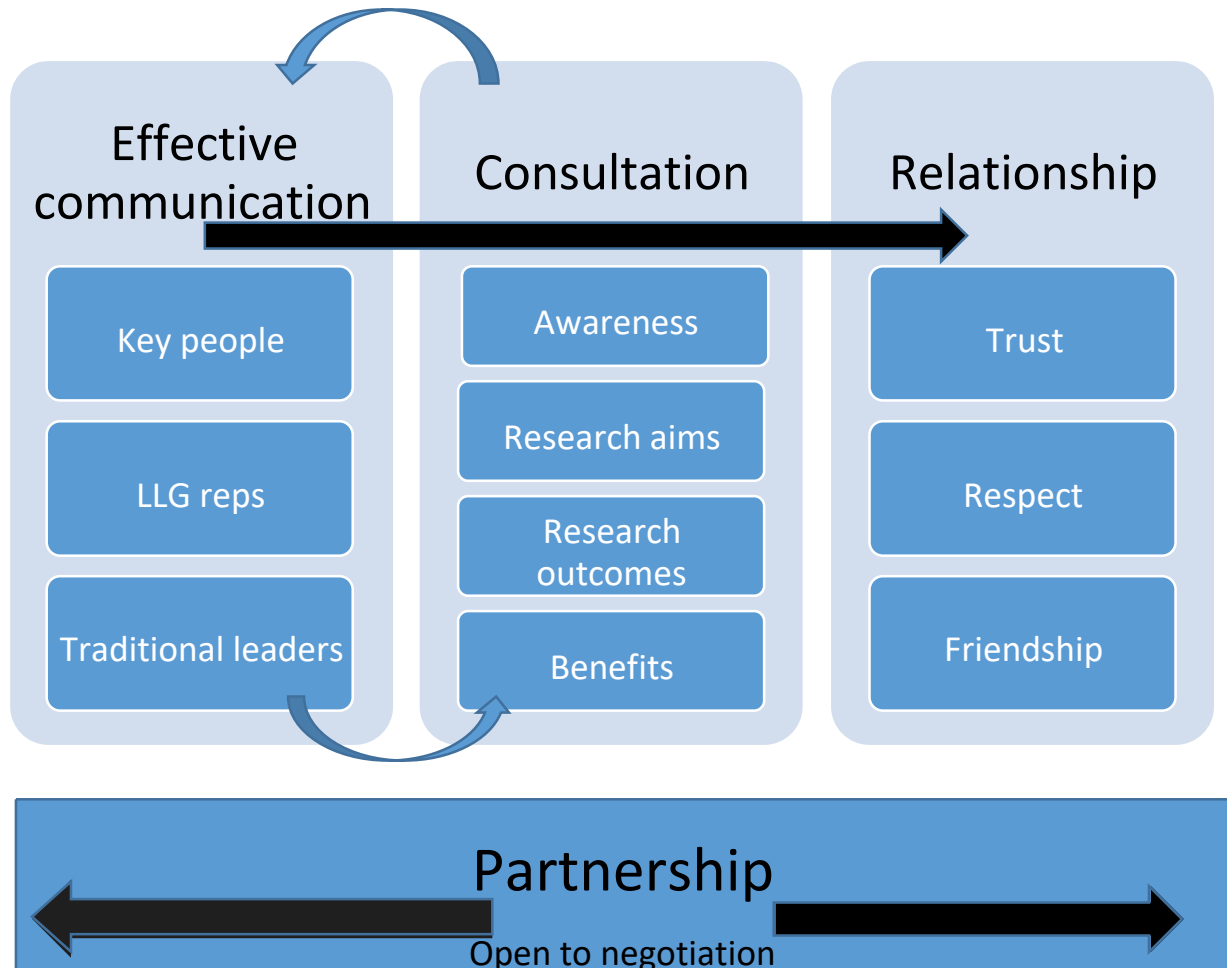 Effective
communication
Key people
LLG reps
Traditional leaders
Consultation
Awareness
Research aims
Research
outcomes
Benefits
Relationship
Trust
Respect
Friendship
Partnership
Open to negotiation